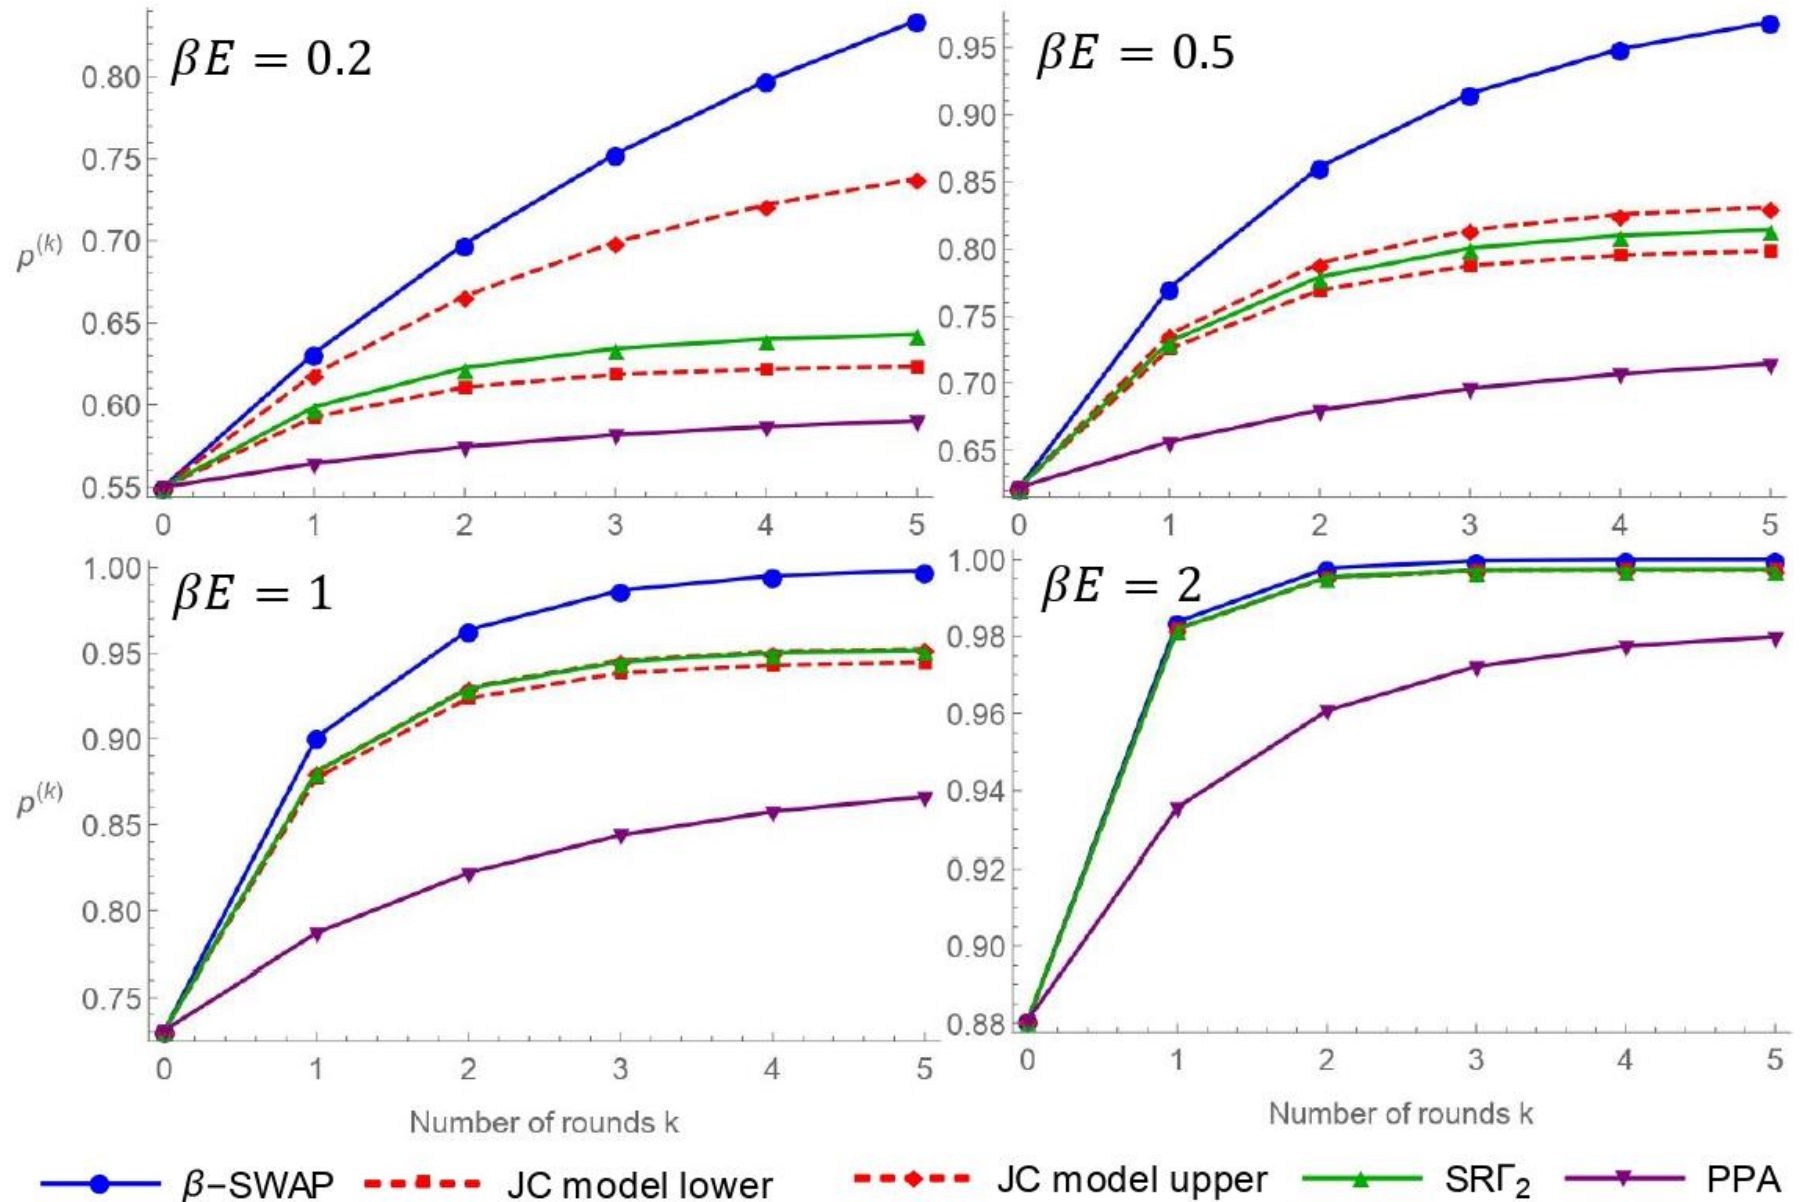 βE = 0.2
0.80
0.75
0.70
p^(k)
0.65
0.60
0.55
0 1 2 3 4 5
βE = 0.5
0.95
0.90
0.85
0.80
0.75
0.70
0.65
0 1 2 3 4 5
1.00
βE = 1
0.95
0.90
0.85
p^(k)
0.80
0.75
0 1 2 3 4 5
Number of rounds k
1.00
βE = 2
0.98
0.96
0.94
0.92
0.90
0.88
0 1 2 3 4 5
Number of rounds k
β−SWAP JC model lower JC model upper SRΓ₂ PPA